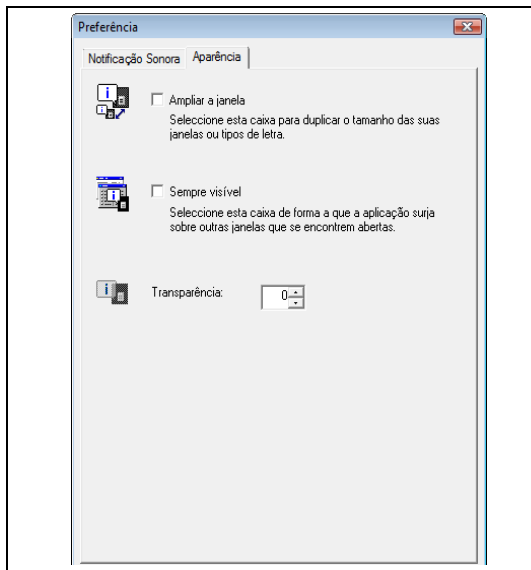 Preferência
Notificação Sonora Aparência
Ampliar a janela
Seleccione esta caixa para duplicar o tamanho das suas
janelas ou tipos de letra.
Sempre visível
Seleccione esta caixa de forma a que a aplicação surja
sobre outras janelas que se encontrem abertas.
Transparência: 0